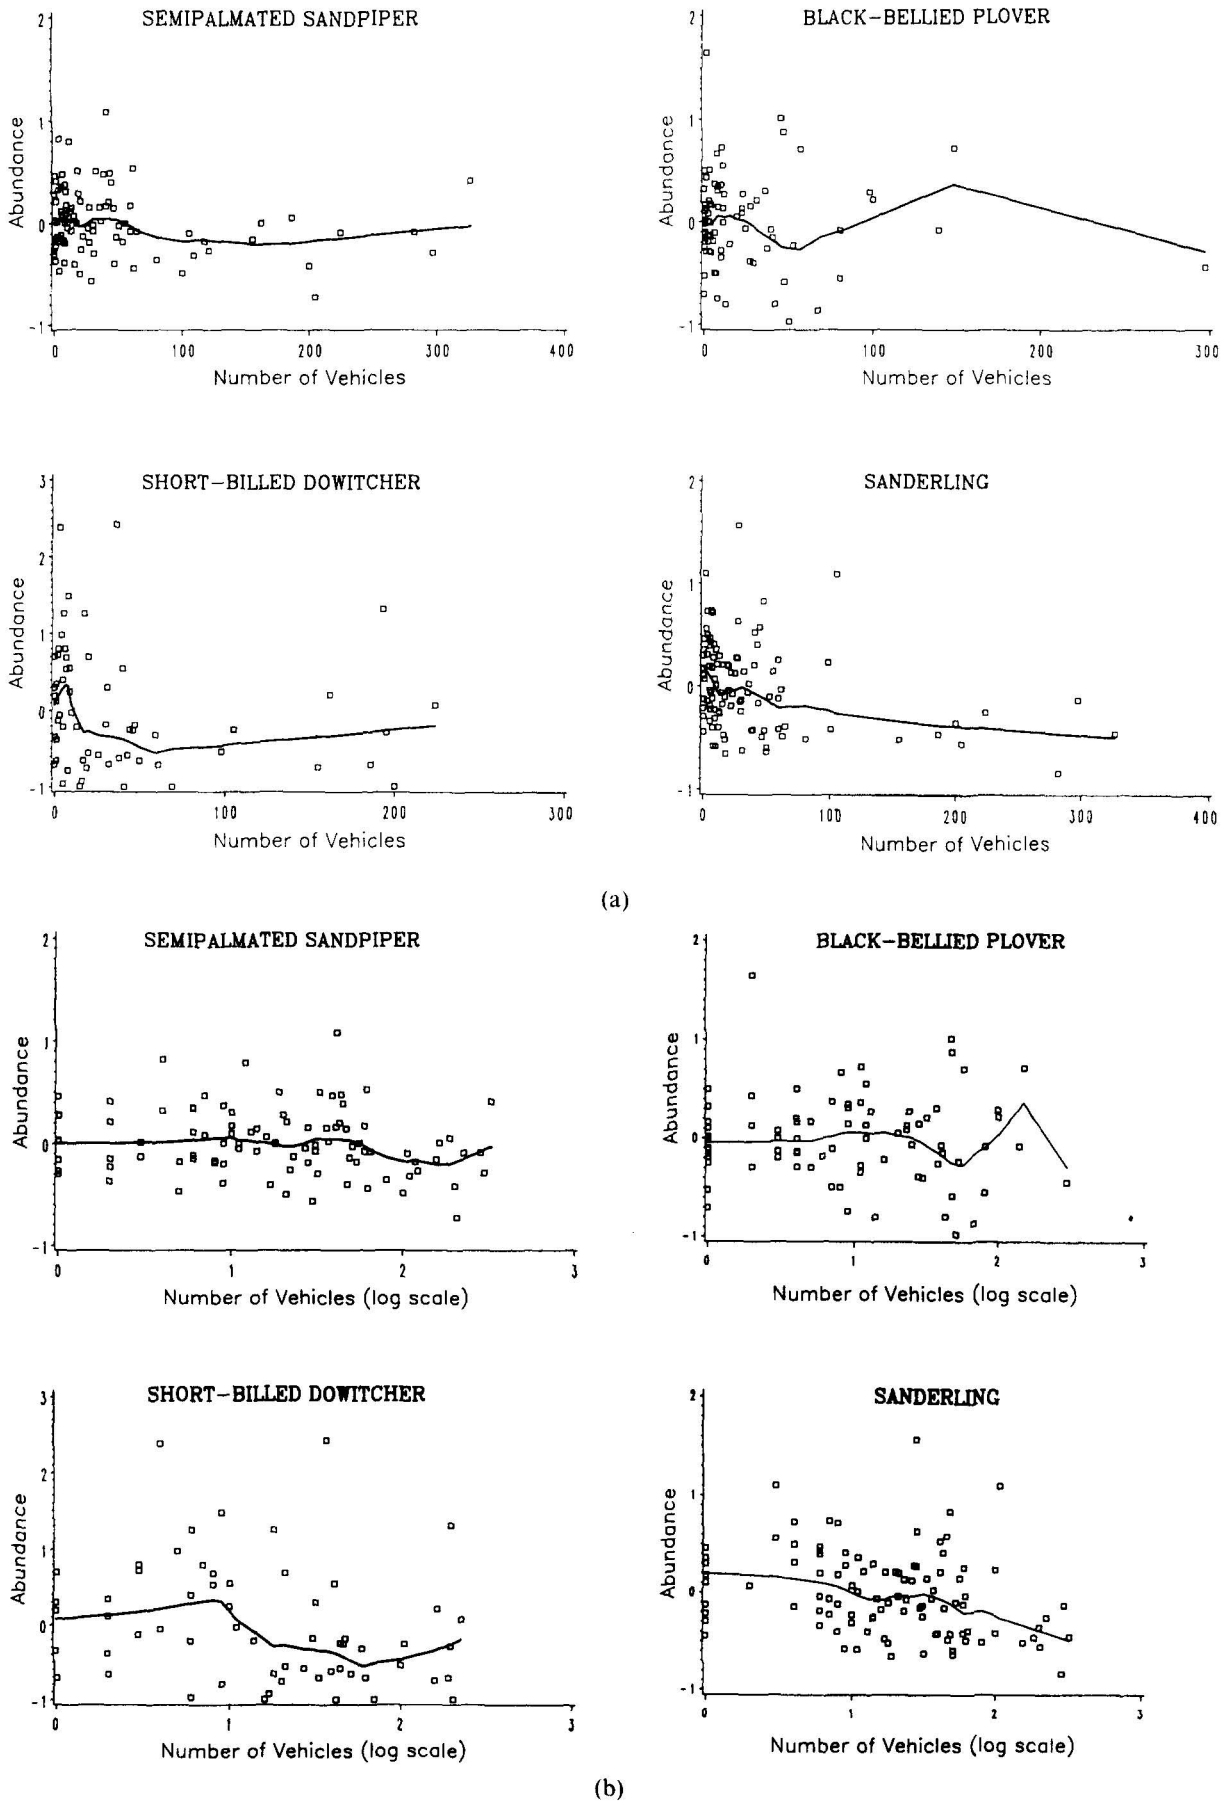 SEMIPALMATED SANDPIPER
2
1
0
-1
Abundance
0 100 200 300 400
Number of Vehicles
BLACK-BELLIED PLOVER
2
1
0
-1
Abundance
0 100 200 300
Number of Vehicles
SHORT-BILLED DOWITCHER
3
2
1
0
-1
Abundance
0 100 200 300
Number of Vehicles
SANDERLING
2
1
0
-1
Abundance
0 100 200 300 400
Number of Vehicles
(a)
SEMIPALMATED SANDPIPER
2
1
0
-1
Abundance
0 1 2 3
Number of Vehicles (log scale)
BLACK-BELLIED PLOVER
2
1
0
-1
Abundance
0 1 2 3
Number of Vehicles (log scale)
SHORT-BILLED DOWITCHER
3
2
1
0
-1
Abundance
0 1 2 3
Number of Vehicles (log scale)
SANDERLING
2
1
0
-1
Abundance
0 1 2 3
Number of Vehicles (log scale)
(b)